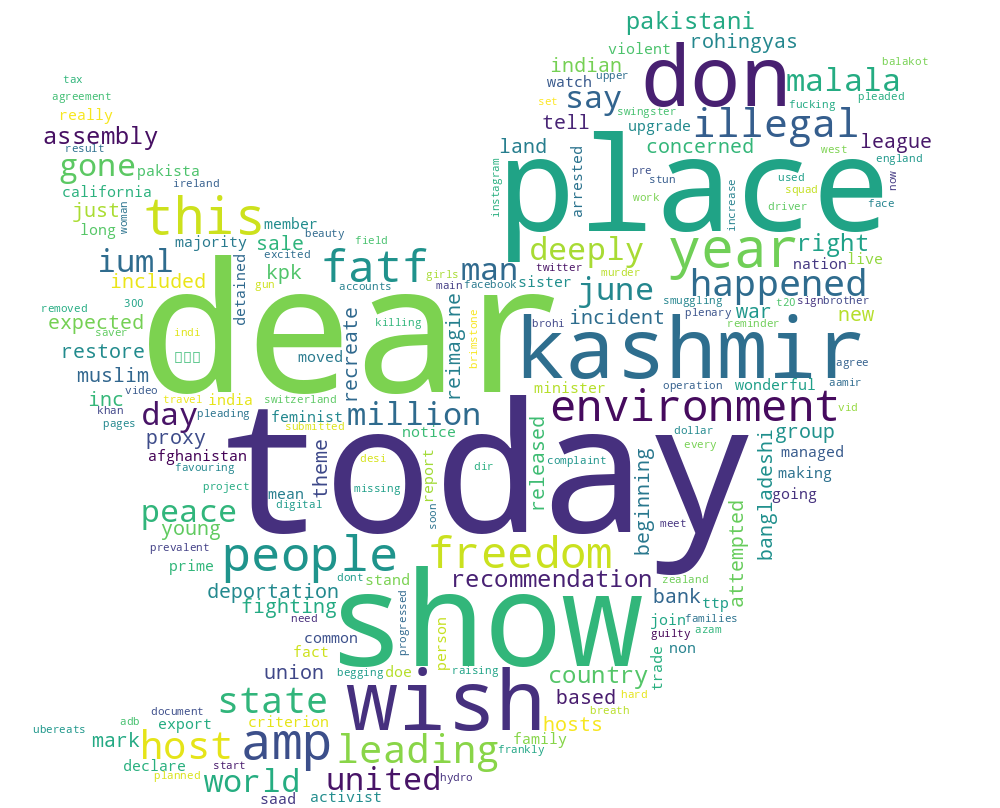 pakistani
violent
rohingyas
indian
don
balakot
tax
watch
upper
malala
agreement
say
set
fucking
pleaded
really
swingster
illegal
assembly
tell
upgrade
league
result
land
concerned
west
england
gone
pakista
arrested
place
used
now
california
ireland
pre
stun
squad
instagram
work
increase
driver
face
just
woman
this
member
long
beauty
majority
sale
field
deeply
year
right
iuml
excited
fatf
man
twitter
nation
live
included
kpk
girls
sister
murder
happened
gun
accounts
main
facebook
june
removed
300
detained
smuggling
t20
sign
brother
expected
dear
killing
brohi
incident
plenary
war
new
saver
indi
reminder
restore
moved
recreate
reimagine
brimstone
kashmir
agree
muslim
video
switzerland
minister
operation
wonderful
aamir
inc
travel
india
khan
pages
day
pleading
feminist
million
environment
vid
submitted
proxy
notice
today
dollar
group
every
afghanistan
theme
desi
complaint
managed
favouring
dir
released
bangladeshi
making
project
mean
missing
report
beginning
going
digital
soon
peace
meet
young
prevalent
people
freedom
attempted
prime
dont
stand
recommendation
zealand
deportation
need
show
bank
ttp
fighting
progressed
join
families
common
person
guilty
azam
fact
trade
non
union
begging
doe
raising
country
state
wish
based
hard
document
breath
adb
export
criterion
hosts
ubereats
mark
host
amp
leading
family
frankly
declare
start
planned
world
united
hydro
saad
activist